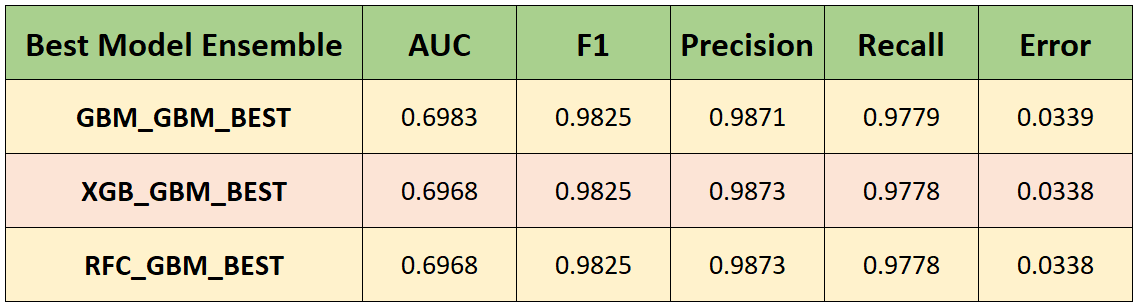 Best Model Ensemble AUC F1 Precision Recall Error
GBM_GBM_BEST 0.6983 0.9825 0.9871 0.9779 0.0339
XGB_GBM_BEST 0.6968 0.9825 0.9873 0.9778 0.0338
RFC_GBM_BEST 0.6968 0.9825 0.9873 0.9778 0.0338